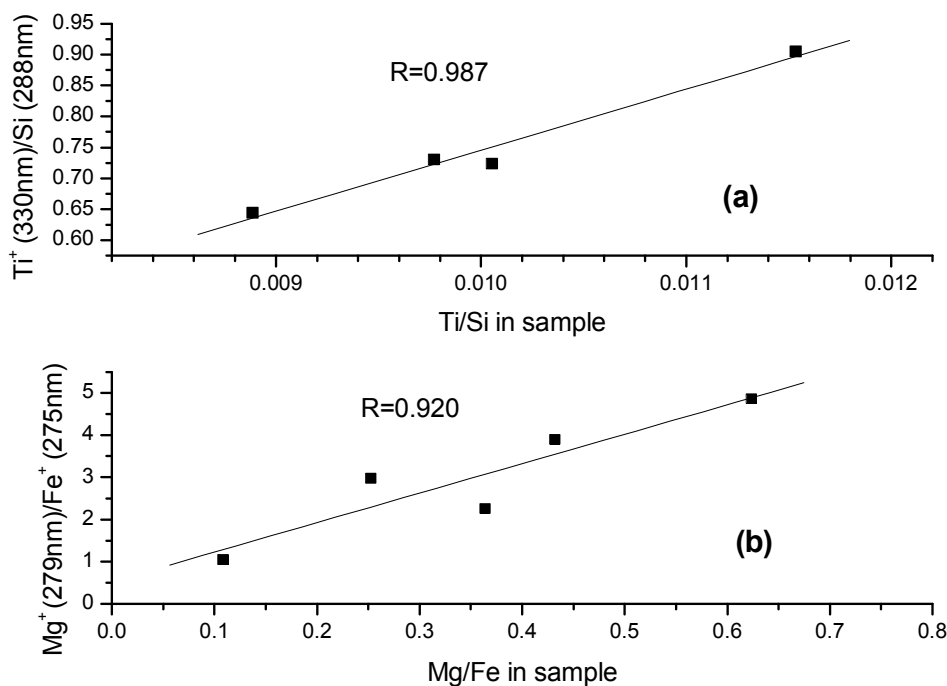 0.95
0.90
0.85
0.80
0.75
0.70
0.65
0.60
Ti⁺ (330nm)/Si (288nm)
R=0.987
(a)
0.009 0.010 0.011 0.012
Ti/Si in sample
5
4
3
2
1
0
Mg⁺ (279nm)/Fe⁺ (275nm)
R=0.920
(b)
0.0 0.1 0.2 0.3 0.4 0.5 0.6 0.7 0.8
Mg/Fe in sample